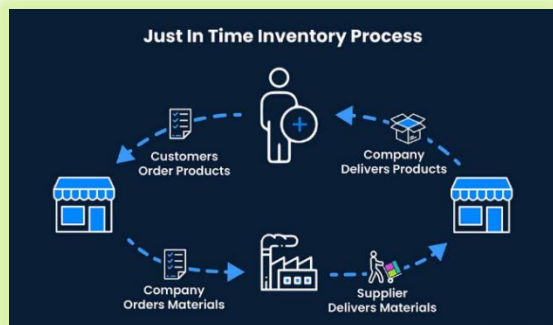 Just In Time Inventory Process
Customers
Order Products
Company
Delivers Products
Company
Orders Materials
Supplier
Delivers Materials